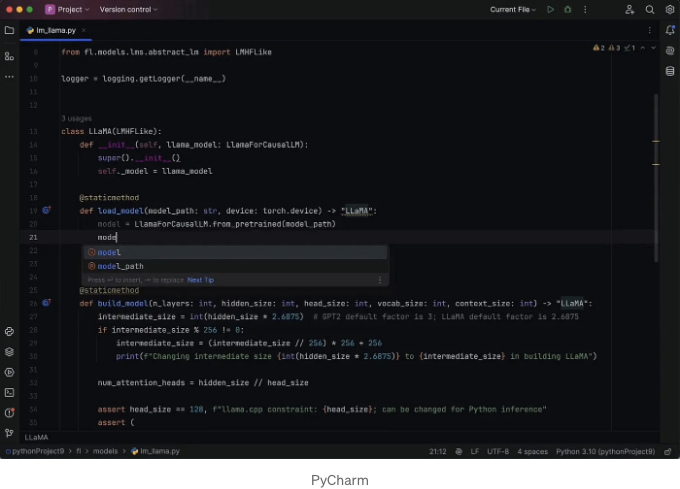 P Project Version control Current File
lm_llama.py
8 from fl.models.lms.abstract_lm import LMHFLike 2 3 1
9
10 logger = logging.getLogger(__name__)
11
12
3 usages
13 class LLaMA(LMHFLike):
14 def __init__(self, llama_model: LlamaForCausalLM):
15 super().__init__()
16 self._model = llama_model
17
18 @staticmethod
19 def load_model(model_path: str, device: torch.device) -> "LLaMA":
20 model = LlamaForCausalLM.from_pretrained(model_path)
21 mode
22 model
23 model_path
24 Press ↵ to insert, ⇥ to replace Next Tip
25 @staticmethod
26 def build_model(n_layers: int, hidden_size: int, head_size: int, vocab_size: int, context_size: int) -> "LLaMA":
27 intermediate_size = int(hidden_size * 2.6875) # GPT2 default factor is 3; LLaMA default factor is 2.6875
28 if intermediate_size % 256 != 0:
29 intermediate_size = (intermediate_size // 256) * 256 + 256
30 print(f"Changing intermediate size {int(hidden_size * 2.6875)} to {intermediate_size} in building LLaMA")
31
32 num_attention_heads = hidden_size // head_size
33
34 assert head_size == 128, f"llama.cpp constraint: {head_size}; can be changed for Python inference"
35 assert (
LLaMA
pythonProject9 > fl > models > lm_llama.py 21:12 LF UTF-8 4 spaces Python 3.10 (pythonProject9)
PyCharm